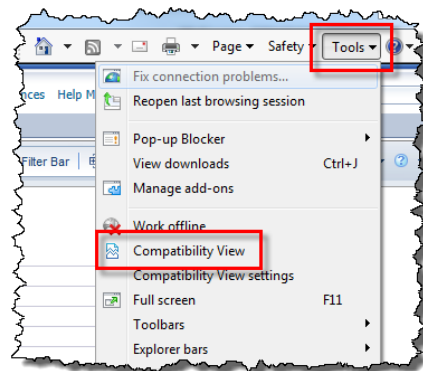 Page Safety Tools
Fix connection problems...
nces Help M
Reopen last browsing session
Pop-up Blocker
Filter Bar View downloads Ctrl+J
Manage add-ons
Work offline
Compatibility View
Compatibility View settings
Full screen F11
Toolbars
Explorer bars